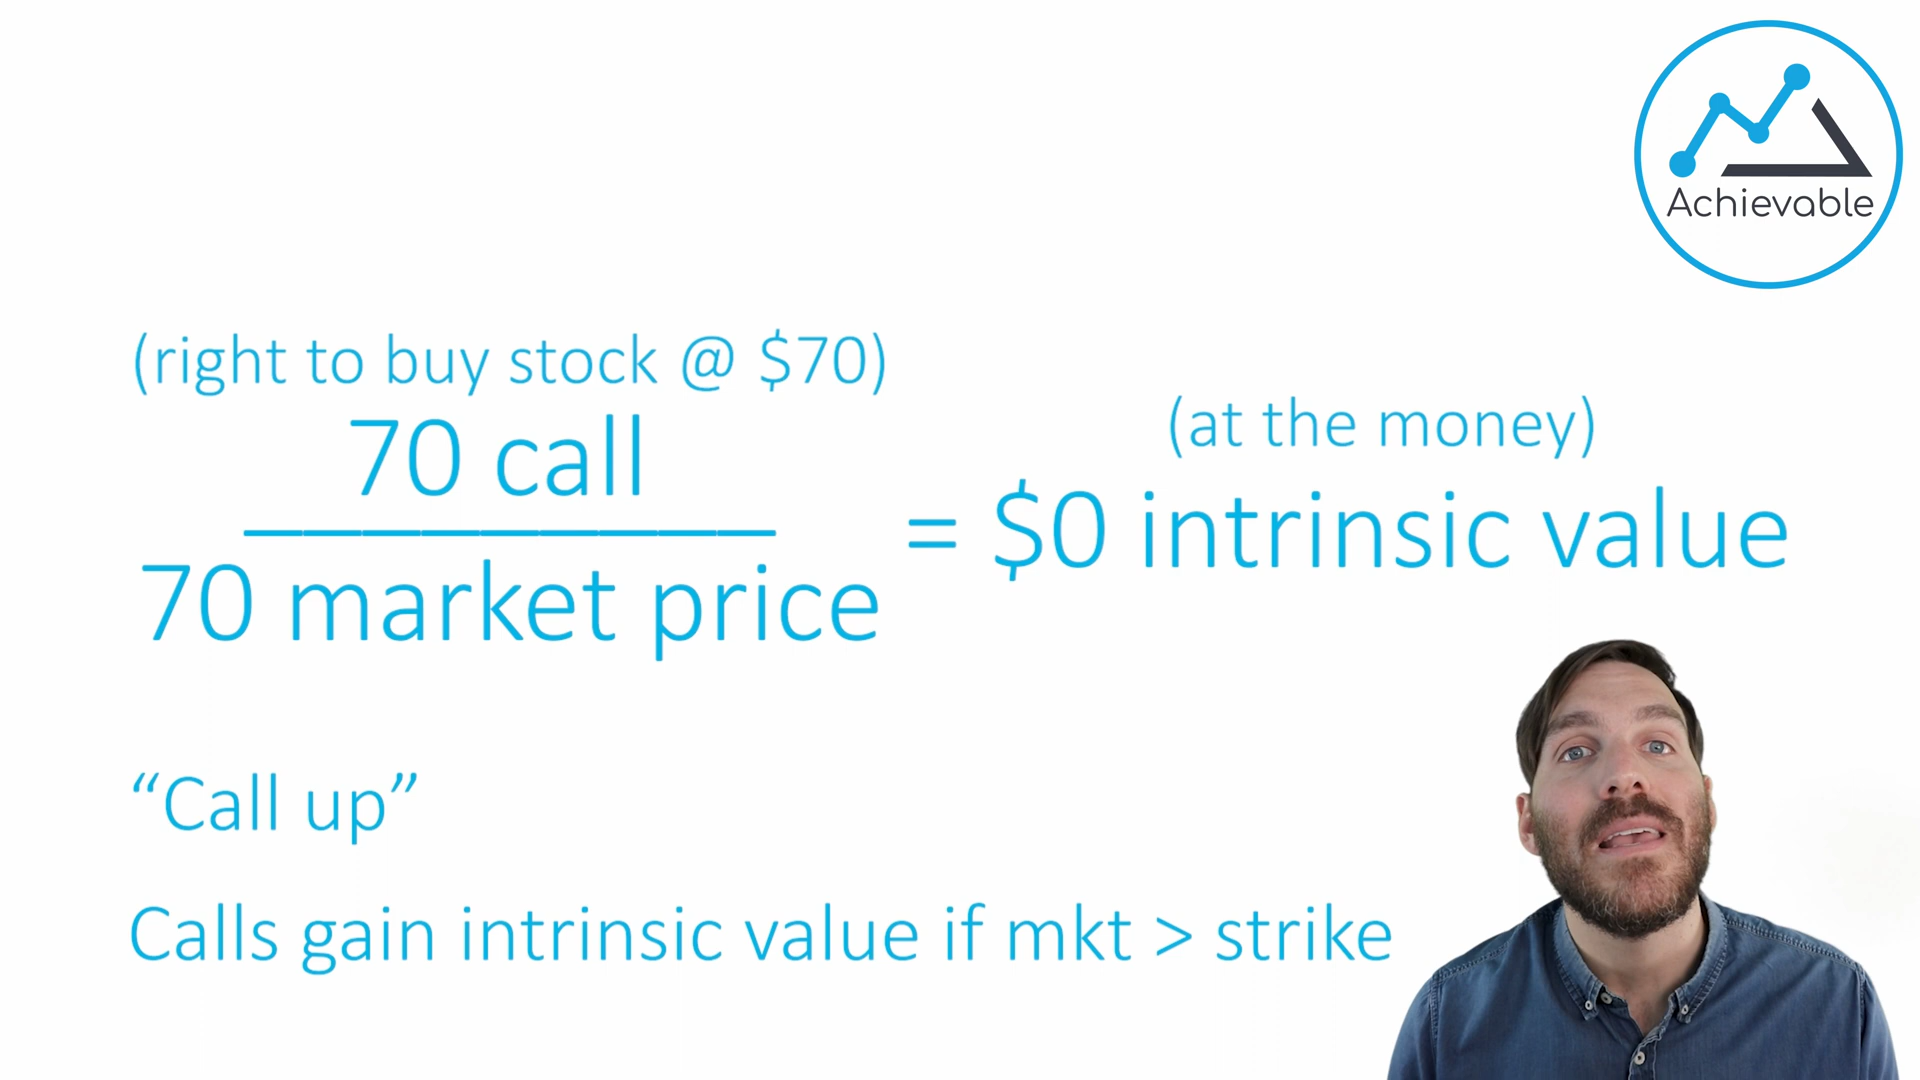 Achievable
(right to buy stock @ $70)
70 call
70 market price
(at the money)
= $0 intrinsic value
“Call up”
Calls gain intrinsic value if mkt > strike